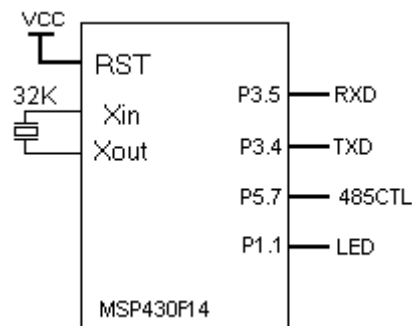 VCC
RST
32K
Xin
P3.5 RXD
Xout
P3.4 TXD
P5.7 485CTL
P1.1 LED
MSP430F14